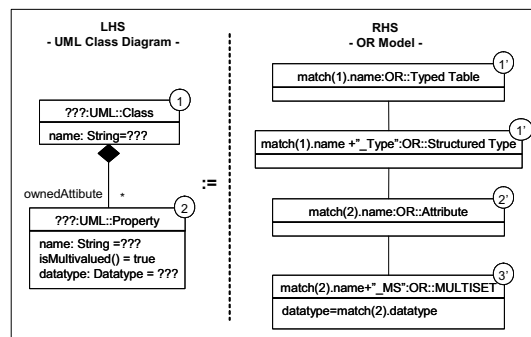 LHS
- UML Class Diagram -
1
???:UML::Class
name: String=???
ownedAttibute *
2
???:UML::Property
name: String =???
isMultivalued() = true
datatype: Datatype = ???
:=
RHS
- OR Model -
1'
match(1).name:OR::Typed Table
1'
match(1).name +"_Type":OR::Structured Type
2'
match(2).name:OR::Attribute
3'
match(2).name+"_MS":OR::MULTISET
datatype=match(2).datatype